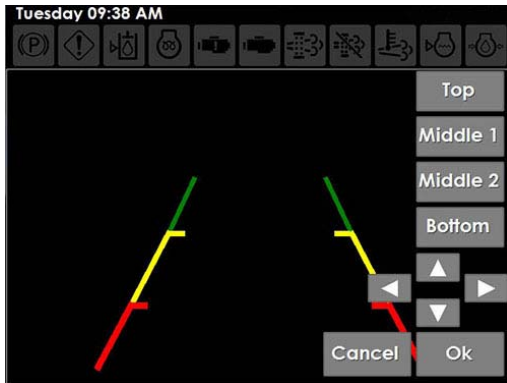 Tuesday 09:38 AM
(P)
Top
Middle 1
Middle 2
Bottom
Cancel
Ok